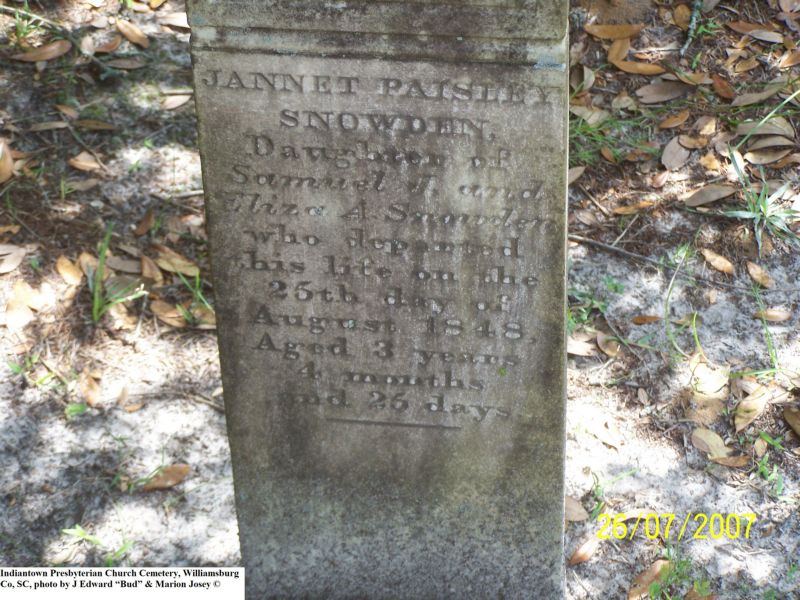 JANNET PAISLEY
SNOWDEN,
Daughter of
Samuel J. and
Eliza A Snowden
who departed
this life on the
25th day of
August 1848,
Aged 3 years
4 months
and 26 days.
26/07/2007
Indiantown Presbyterian Church Cemetery, Williamsburg
Co, SC, photo by J Edward “Bud” & Marion Josey ©